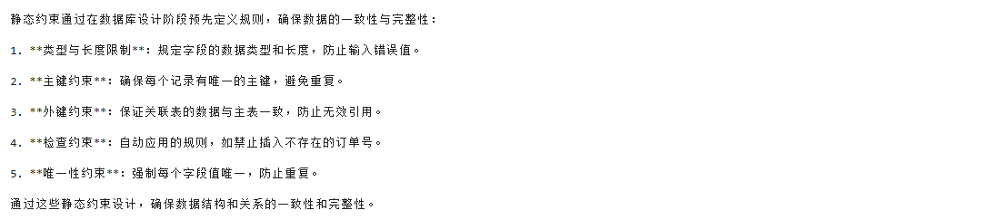 静态约束通过在数据库设计阶段预先定义规则，确保数据的一致性与完整性：
1. **类型与长度限制**：规定字段的数据类型和长度，防止输入错误值。
2. **主键约束**：确保每个记录有唯一的主键，避免重复。
3. **外键约束**：保证关联表的数据与主表一致，防止无效引用。
4. **检查约束**：自动应用的规则，如禁止插入不存在的订单号。
5. **唯一性约束**：强制每个字段值唯一，防止重复。
通过这些静态约束设计，确保数据结构和关系的一致性和完整性。